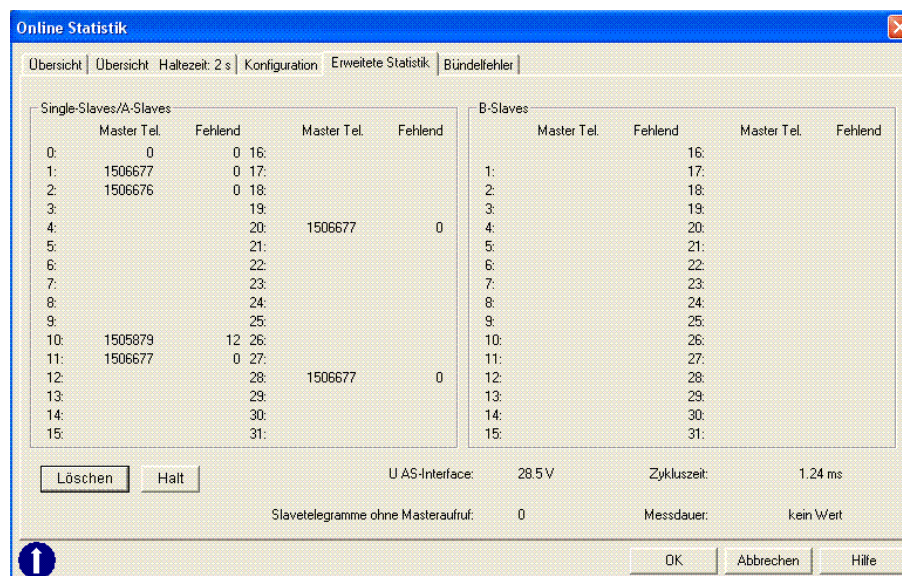 Online Statistik
Übersicht Übersicht Haltezeit: 2 s Konfiguration Erweitete Statistik Bündelfehler
Single-Slaves/A-Slaves B-Slaves
Master Tel. Fehlend Master Tel. Fehlend Master Tel. Fehlend Master Tel. Fehlend
0: 0 0 16: 16:
1: 1506677 0 17: 1: 17:
2: 1506676 0 18: 2: 18:
3: 19: 3: 19:
4: 20: 1506677 0 4: 20:
5: 21: 5: 21:
6: 22: 6: 22:
7: 23: 7: 23:
8: 24: 8: 24:
9: 25: 9: 25:
10: 1505879 12 26: 10: 26:
11: 1506677 0 27: 11: 27:
12: 28: 1506677 0 12: 28:
13: 29: 13: 29:
14: 30: 14: 30:
15: 31: 15: 31:
Löschen Halt U AS-Interface: 28.5 V Zykluszeit: 1.24 ms
Slavetelegramme ohne Masteraufruf: 0 Messdauer: kein Wert
OK Abbrechen Hilfe